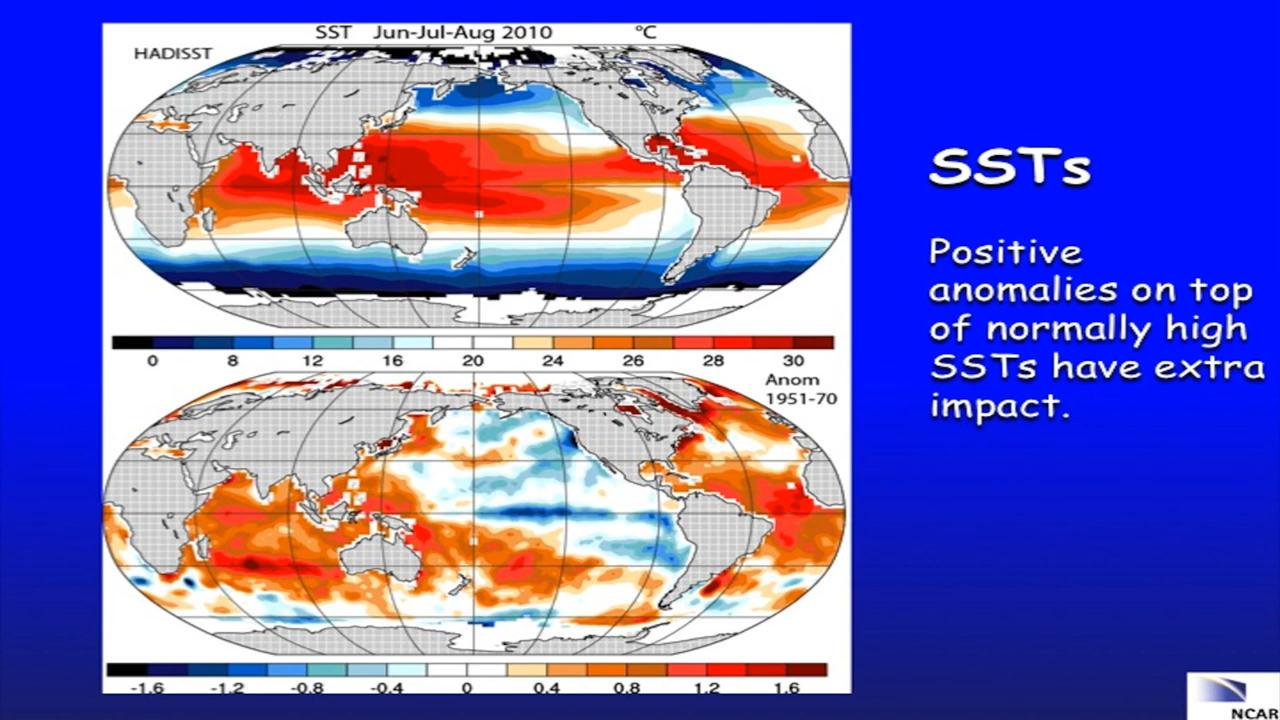 SST Jun-Jul-Aug 2010 °C
HADISST
0 8 12 16 20 24 26 28 30
Anom
1951-70
-1.6 -1.2 -0.8 -0.4 0 0.4 0.8 1.2 1.6
SSTs
Positive
anomalies on top
of normally high
SSTs have extra
impact.
NCAR